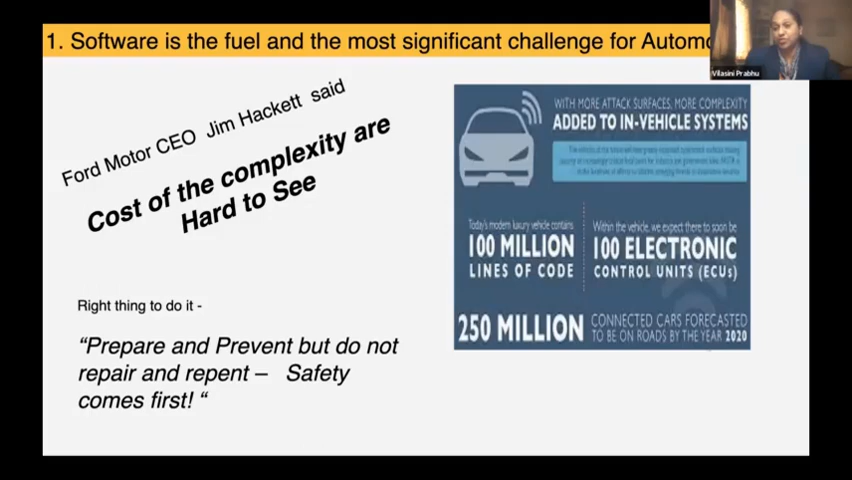 1. Software is the fuel and the most significant challenge for Automo
Vilasini Prabhu
Ford Motor CEO Jim Hackett said
Cost of the complexity are
Hard to See
Right thing to do it -
“Prepare and Prevent but do not
repair and repent – Safety
comes first! “
WITH MORE ATTACK SURFACES, MORE COMPLEXITY
ADDED TO IN-VEHICLE SYSTEMS
Today's modern luxury vehicle contains
100 MILLION
LINES OF CODE
Within the vehicle, we expect there to soon be
100 ELECTRONIC
CONTROL UNITS (ECUs)
250 MILLION
CONNECTED CARS FORECASTED
TO BE ON ROADS BY THE YEAR 2020